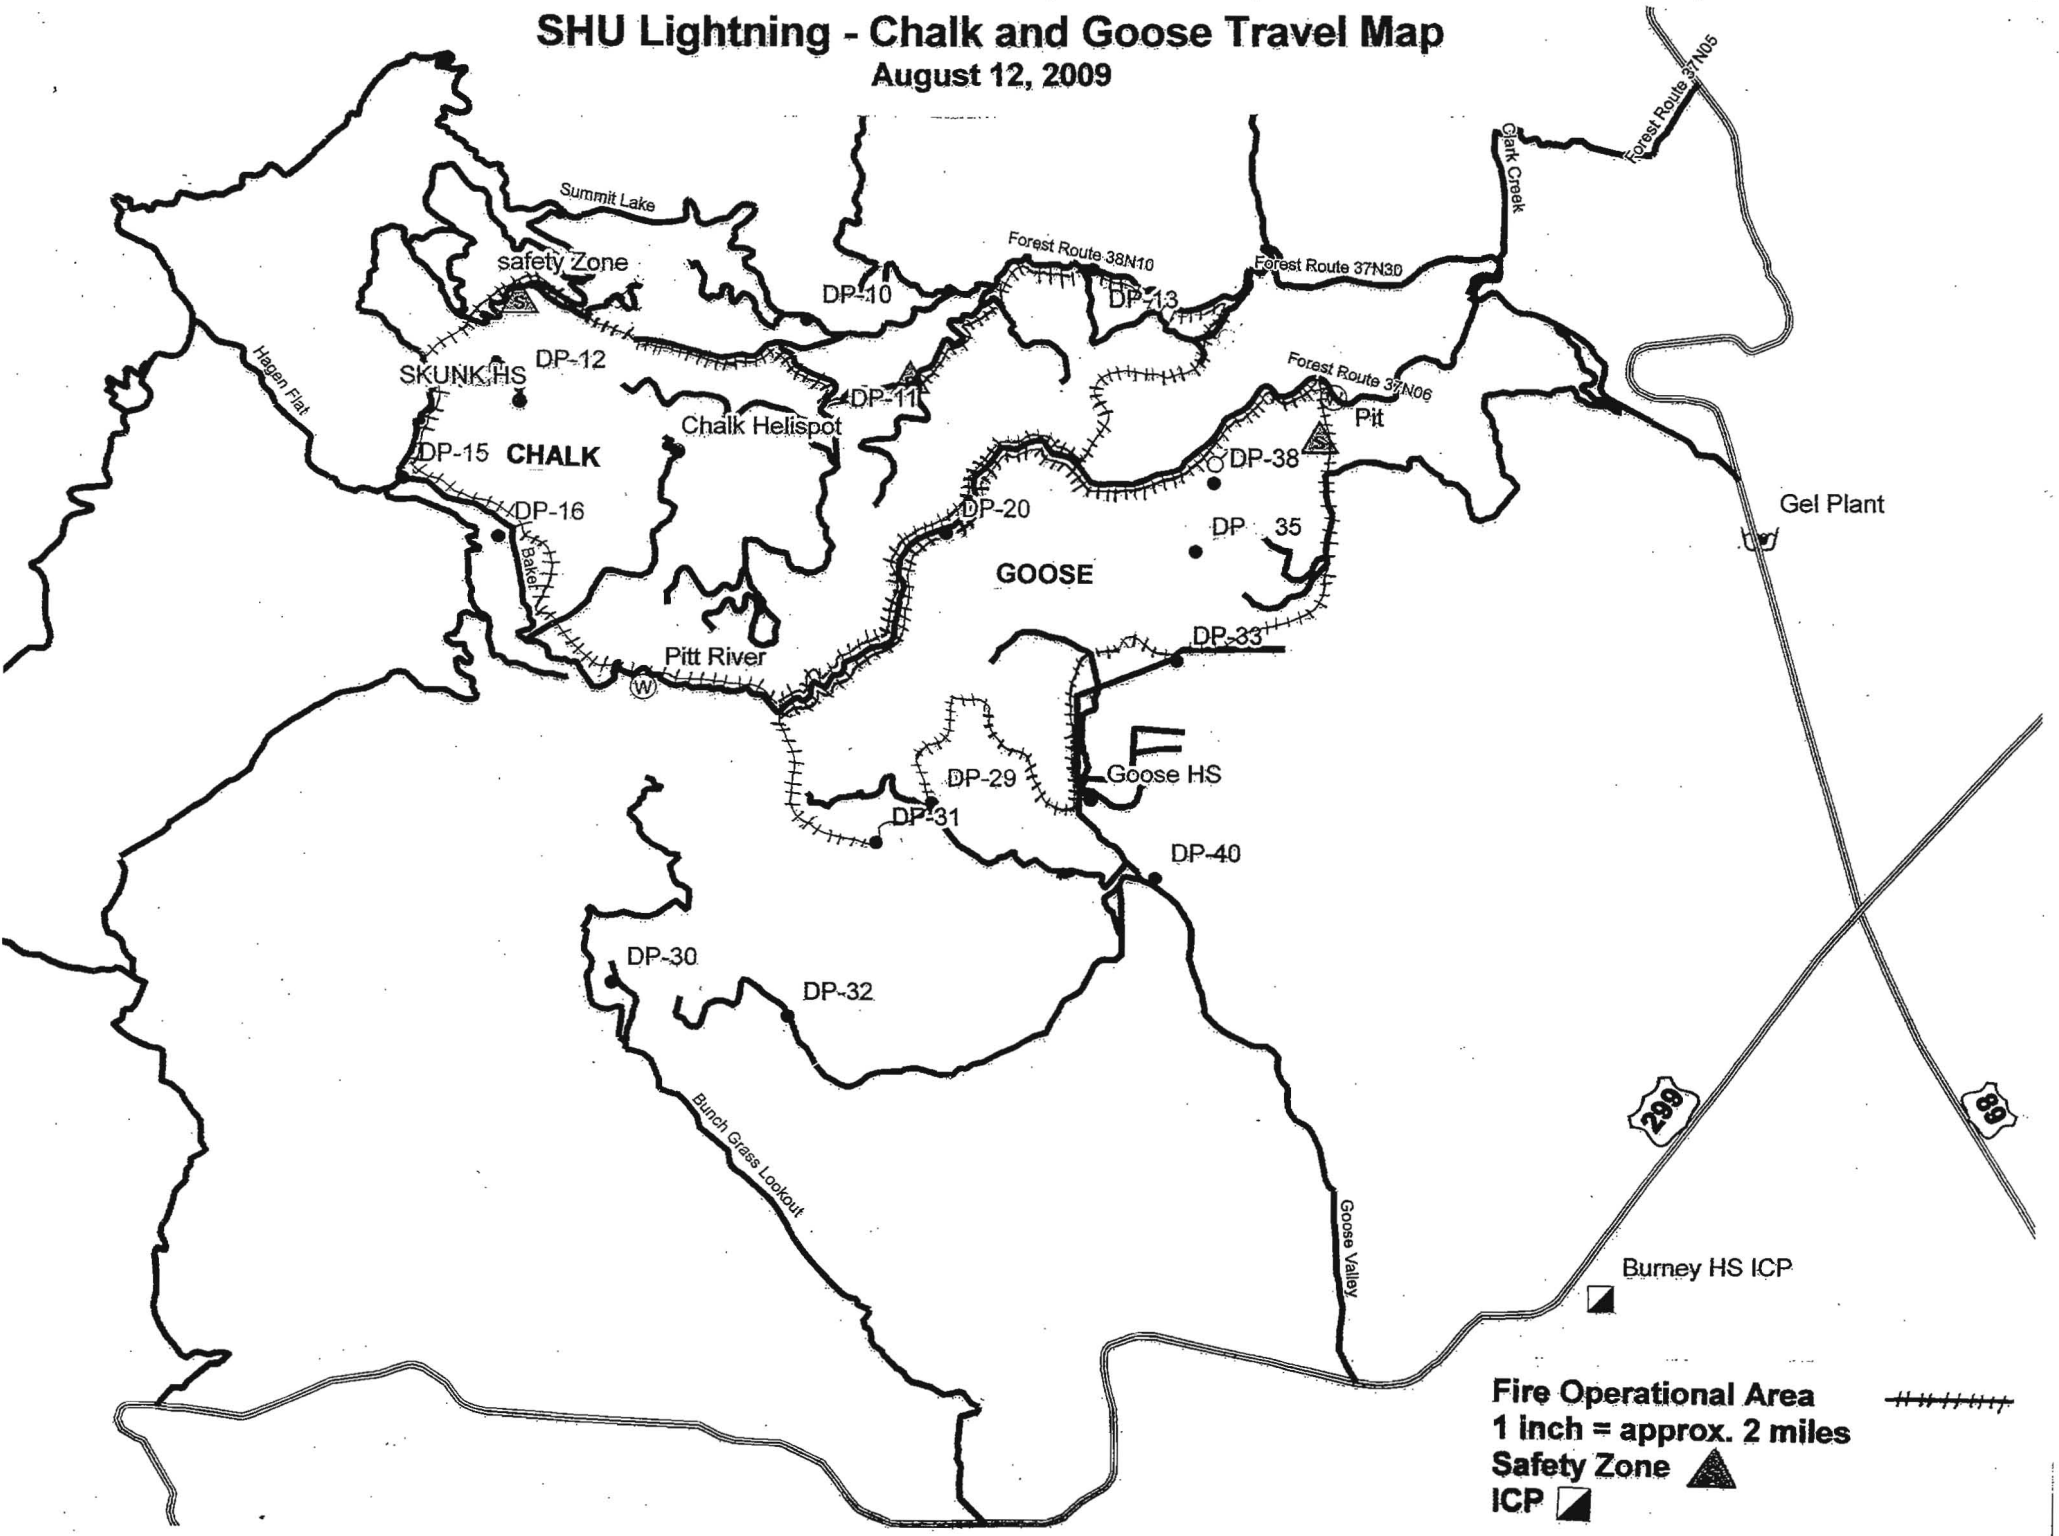 SHU Lightning - Chalk and Goose Travel Map
August 12, 2009
Forest Route 37N05
Clark Creek
Summit Lake
Forest Route 38N10
Forest Route 37N30
safety Zone
S
DP-10
DP-13
DP-12
SKUNK HS
Hagen Flat
DP-11
Forest Route 37N06
Pit
Chalk Helispot
S
DP-15
CHALK
DP-38
DP-16
DP-20
DP 35
Gel Plant
Baker
GOOSE
DP-33
Pitt River
W
DP-29
Goose HS
DP-31
DP-40
DP-30
DP-32
Bunch Grass Lookout
299
89
Goose Valley
Burney HS ICP
Fire Operational Area
1 inch = approx. 2 miles
Safety Zone
ICP